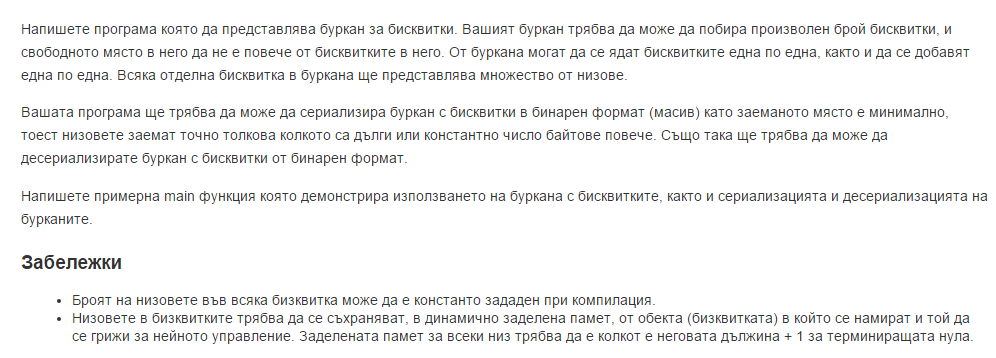 Напишете програма която да представлява буркан за бисквитки. Вашият буркан трябва да може да побира произволен брой бисквитки, и
свободното място в него да не е повече от бисквитките в него. От буркана могат да се ядат бисквитките една по една, както и да се добавят
една по една. Всяка отделна бисквитка в буркана ще представлява множество от низове.
Вашата програма ще трябва да може да сериализира буркан с бисквитки в бинарен формат (масив) като заеманото място е минимално,
тоест низовете заемат точно толкова колкото са дълги или константно число байтове повече. Също така ще трябва да може да
десериализирате буркан с бисквитки от бинарен формат.
Напишете примерна main функция която демонстрира използването на буркана с бисквитките, както и сериализацията и десериализацията на
бурканите.
Забележки
• Броят на низовете във всяка бизквитка може да е константо зададен при компилация.
• Низовете в бизквитките трябва да се съхраняват, в динамично заделена памет, от обекта (бизквитката) в който се намират и той да
се грижи за нейното управление. Заделената памет за всеки низ трябва да е колкот е неговата дължина + 1 за терминиращата нула.